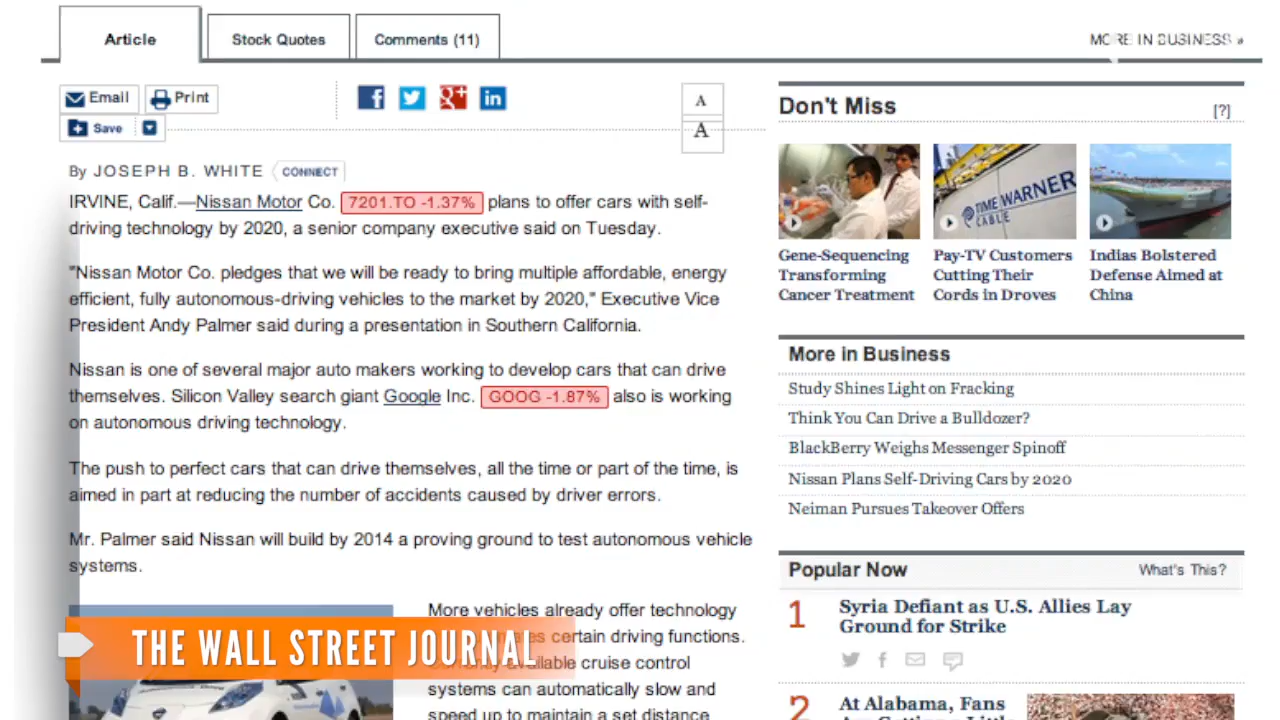 Article
Stock Quotes
Comments (11)
MORE IN BUSINESS »
Email
Print
Save
A
A
By JOSEPH B. WHITE
CONNECT
IRVINE, Calif.—Nissan Motor Co. 7201.TO -1.37% plans to offer cars with self-
driving technology by 2020, a senior company executive said on Tuesday.
"Nissan Motor Co. pledges that we will be ready to bring multiple affordable, energy
efficient, fully autonomous-driving vehicles to the market by 2020," Executive Vice
President Andy Palmer said during a presentation in Southern California.
Nissan is one of several major auto makers working to develop cars that can drive
themselves. Silicon Valley search giant Google Inc. GOOG -1.87% also is working
on autonomous driving technology.
The push to perfect cars that can drive themselves, all the time or part of the time, is
aimed in part at reducing the number of accidents caused by driver errors.
Mr. Palmer said Nissan will build by 2014 a proving ground to test autonomous vehicle
systems.
More vehicles already offer technology
certain driving functions.
cruise control
systems can automatically slow and
speed up to maintain a set distance
THE WALL STREET JOURNAL
Don't Miss
[?]
TIME WARNER
CABLE
Gene-Sequencing
Transforming
Cancer Treatment
Pay-TV Customers
Cutting Their
Cords in Droves
Indias Bolstered
Defense Aimed at
China
More in Business
Study Shines Light on Fracking
Think You Can Drive a Bulldozer?
BlackBerry Weighs Messenger Spinoff
Nissan Plans Self-Driving Cars by 2020
Neiman Pursues Takeover Offers
Popular Now
What's This?
1
Syria Defiant as U.S. Allies Lay
Ground for Strike
2
At Alabama, Fans